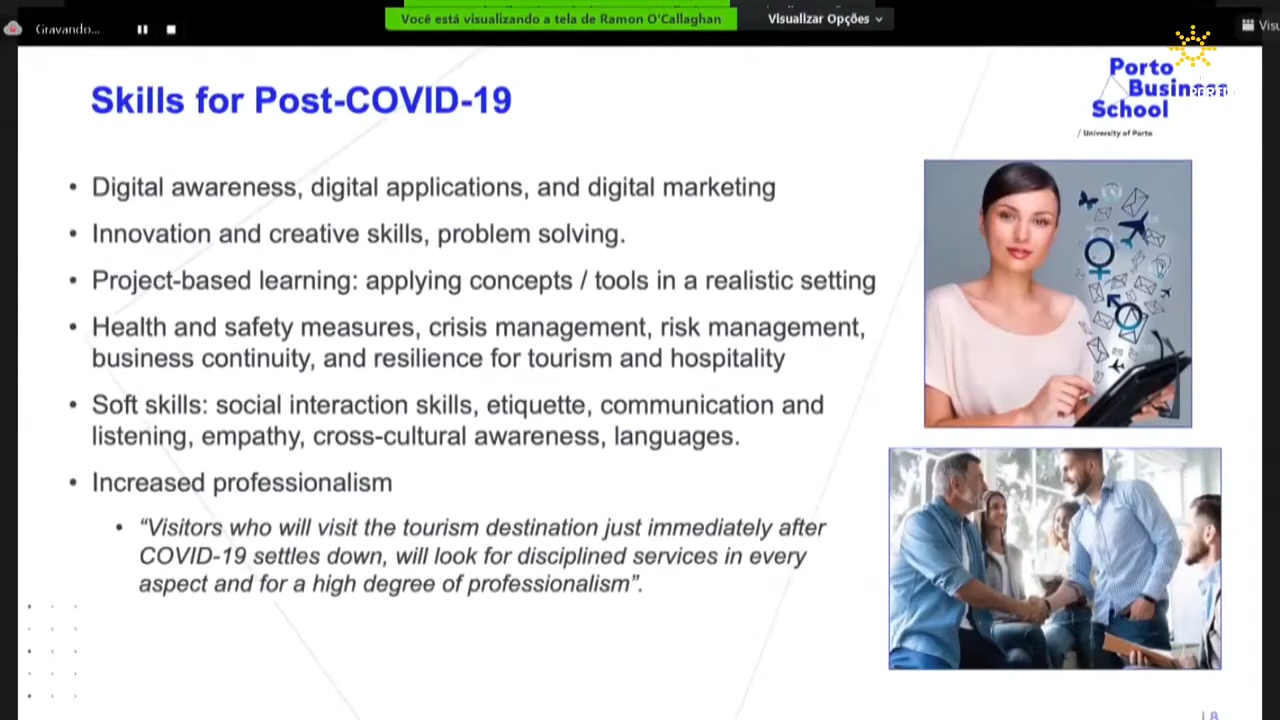 Gravando...
Você está visualizando a tela de Ramon O'Callaghan
Visualizar Opções
Visu
Porto
Business
School
/ University of Porto
Skills for Post-COVID-19
• Digital awareness, digital applications, and digital marketing
• Innovation and creative skills, problem solving.
• Project-based learning: applying concepts / tools in a realistic setting
• Health and safety measures, crisis management, risk management,
business continuity, and resilience for tourism and hospitality
• Soft skills: social interaction skills, etiquette, communication and
listening, empathy, cross-cultural awareness, languages.
• Increased professionalism
• “Visitors who will visit the tourism destination just immediately after
COVID-19 settles down, will look for disciplined services in every
aspect and for a high degree of professionalism”.